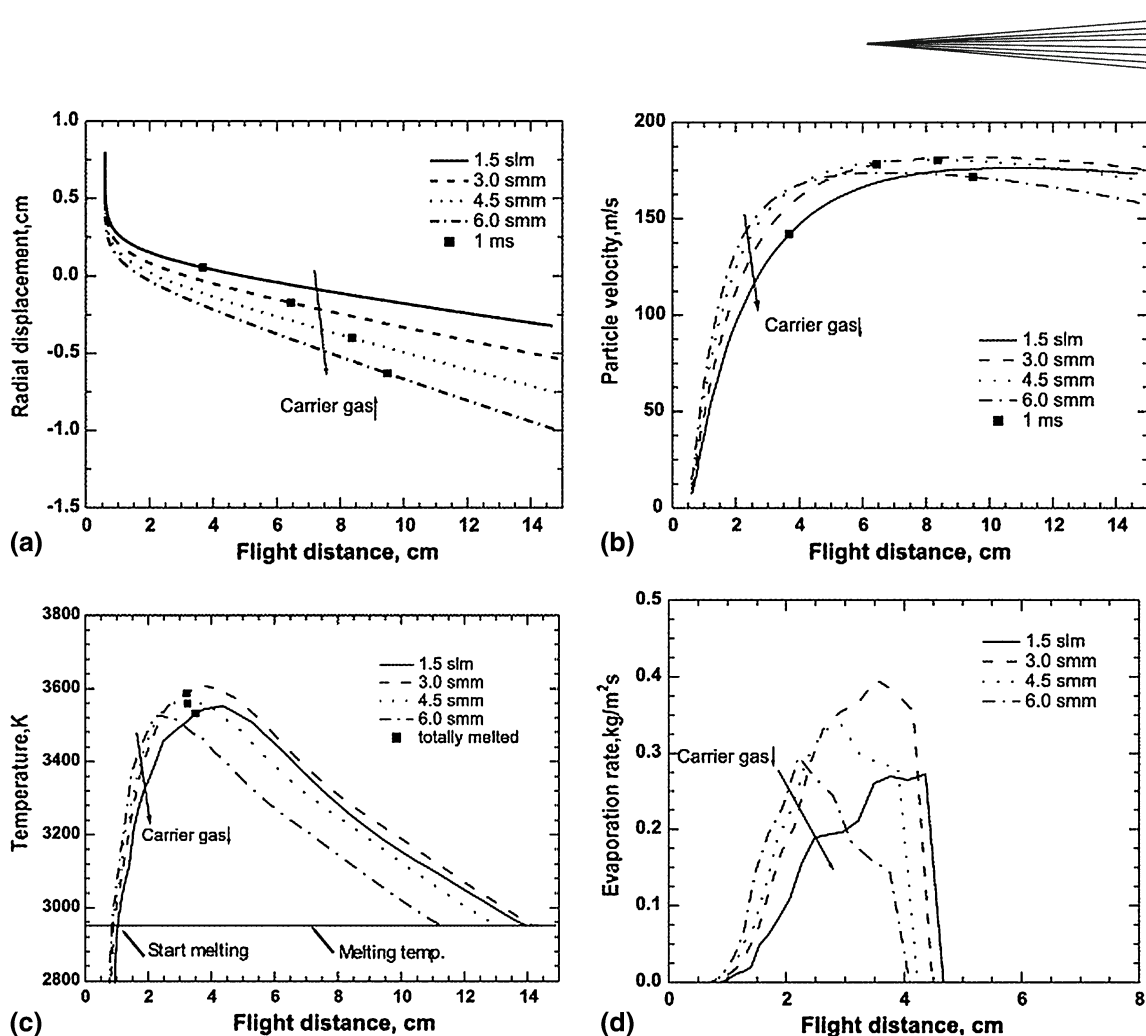 1.0
0.5
0.0
-0.5
-1.0
-1.5
0 2 4 6 8 10 12 14
Radial displacement,cm
Flight distance, cm
1.5 slm
3.0 smm
4.5 smm
6.0 smm
1 ms
Carrier gas↑
(a)
200
150
100
50
0
0 2 4 6 8 10 12 14
Particle velocity,m/s
Flight distance, cm
Carrier gas↓
1.5 slm
3.0 smm
4.5 smm
6.0 smm
1 ms
(b)
3800
3600
3400
3200
3000
2800
0 2 4 6 8 10 12 14
Temperature,K
Flight distance, cm
1.5 slm
3.0 smm
4.5 smm
6.0 smm
totally melted
Carrier gas↓
Start melting
Melting temp.
(c)
0.5
0.4
0.3
0.2
0.1
0.0
0 2 4 6 8
Evaporation rate,kg/m²s
Flight distance, cm
1.5 slm
3.0 smm
4.5 smm
6.0 smm
Carrier gas↓
(d)